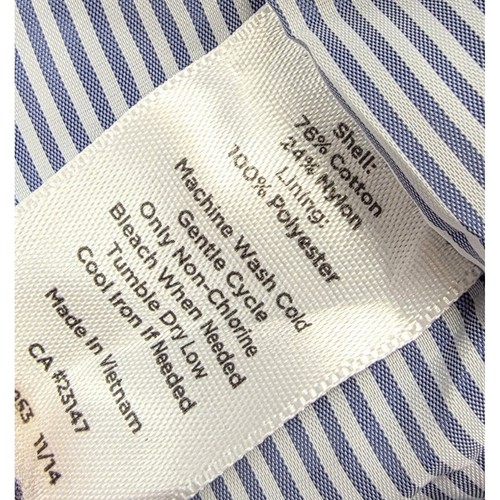 Shell:
76% Cotton
24% Nylon
Lining:
100% Polyester
Machine Wash Cold
Gentle Cycle
Only Non-Chlorine
Bleach When Needed
Tumble Dry Low
Cool Iron If Needed
Made In Vietnam
CA #23147
11/14